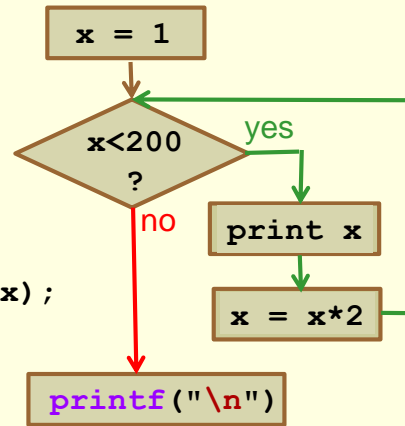 x = 1
x<200
?
yes
no
print x
x);
x = x*2
printf("\n")